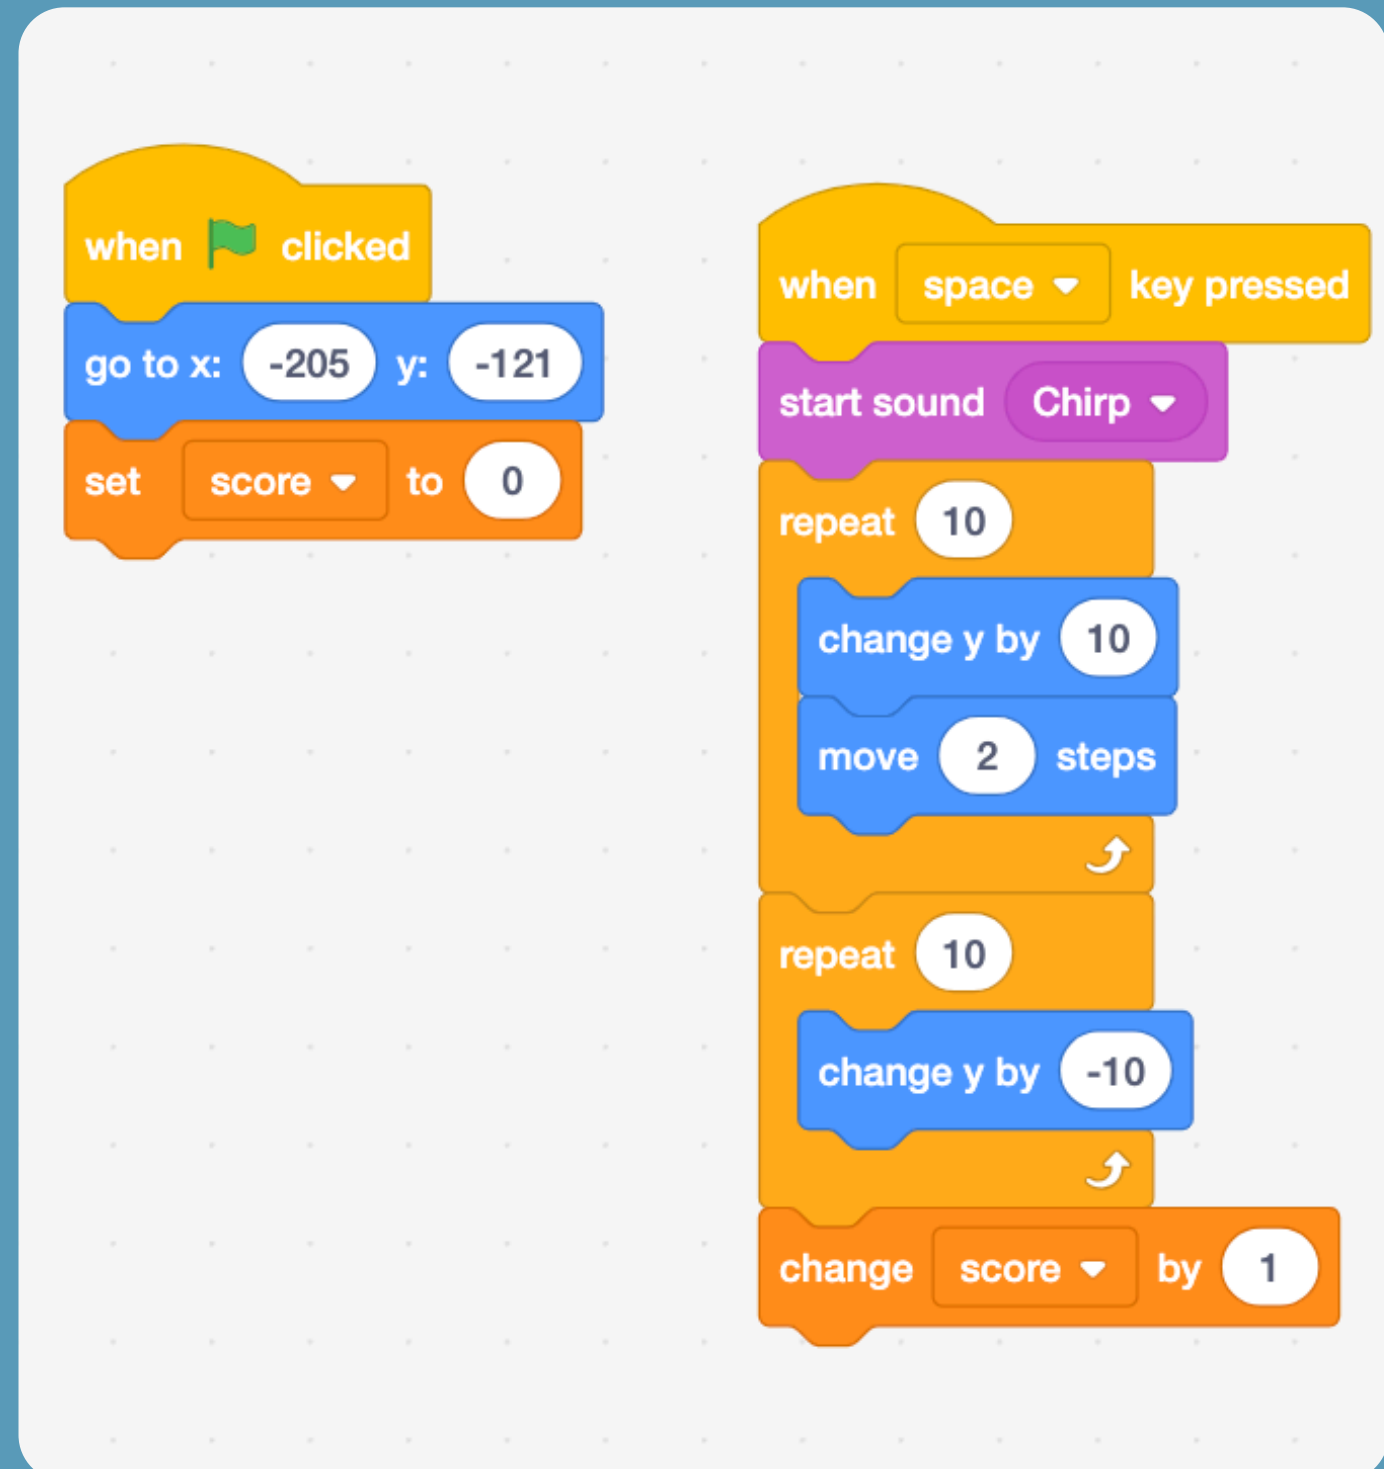 when clicked
go to x: -205 y: -121
set score to 0
when space key pressed
start sound Chirp
repeat 10
change y by 10
move 2 steps
repeat 10
change y by -10
change score by 1